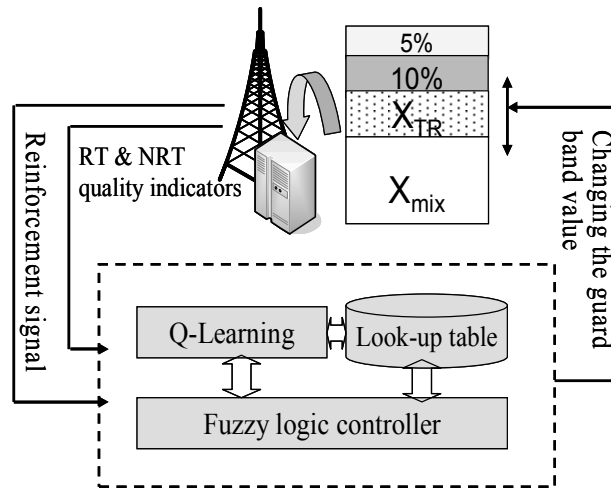 5%
10%
X_TR
X_mix
RT & NRT
quality indicators
Reinforcement signal
Changing the guard
band value
Q-Learning
Look-up table
Fuzzy logic controller